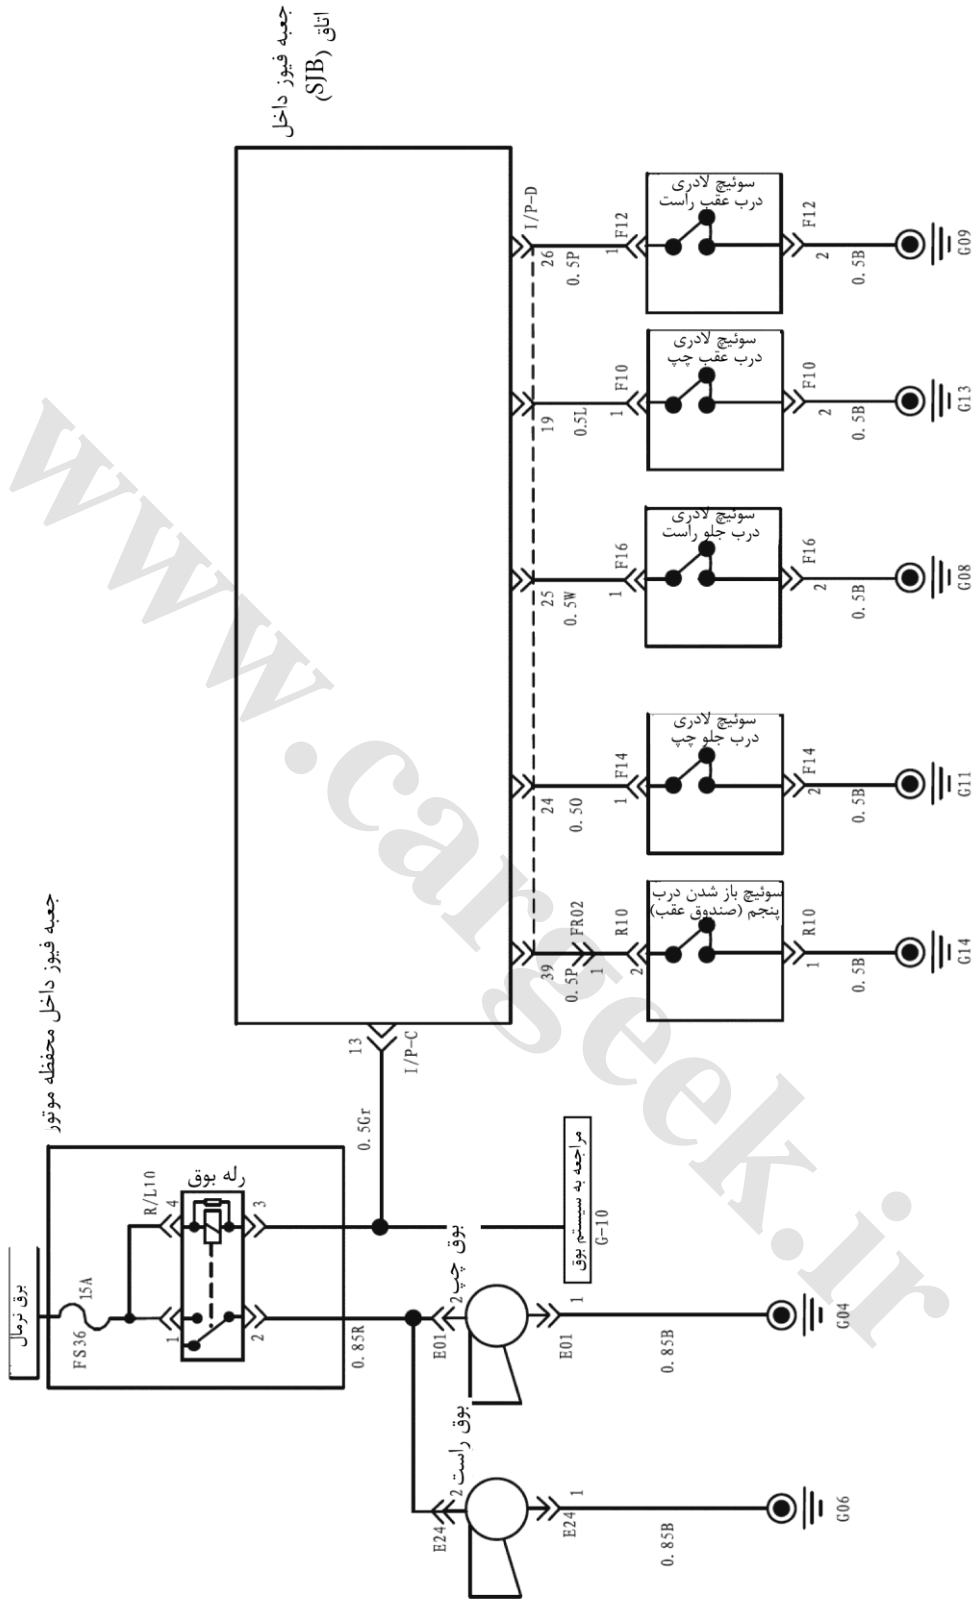 جعبه فیوز داخل
اتاق (SJB)
I/P-D
26
0.5P
1
F12
سوئیچ لادری
درب عقب راست
F12
2
0.5B
G09
19
0.5L
1
F10
سوئیچ لادری
درب عقب چپ
F10
2
0.5B
G13
25
0.5W
1
F16
سوئیچ لادری
درب جلو راست
F16
2
0.5B
G08
24
0.5O
1
F14
سوئیچ لادری
درب جلو چپ
F14
2
0.5B
G11
39
0.5P
FR02
1
R10
2
سوئیچ باز شدن درب
پنجم (صندوق عقب)
R10
1
0.5B
G14
13
I/P-C
0.5Gr
جعبه فیوز داخل محفظه موتور
برق نرمال
FS36
15A
R/L10
رله بوق
4
3
1
2
0.85R
مراجعه به سیستم بوق
G-10
بوق چپ
2
E01
1
E01
0.85B
G04
بوق راست
2
E24
1
E24
0.85B
G06
www.cargeek.ir